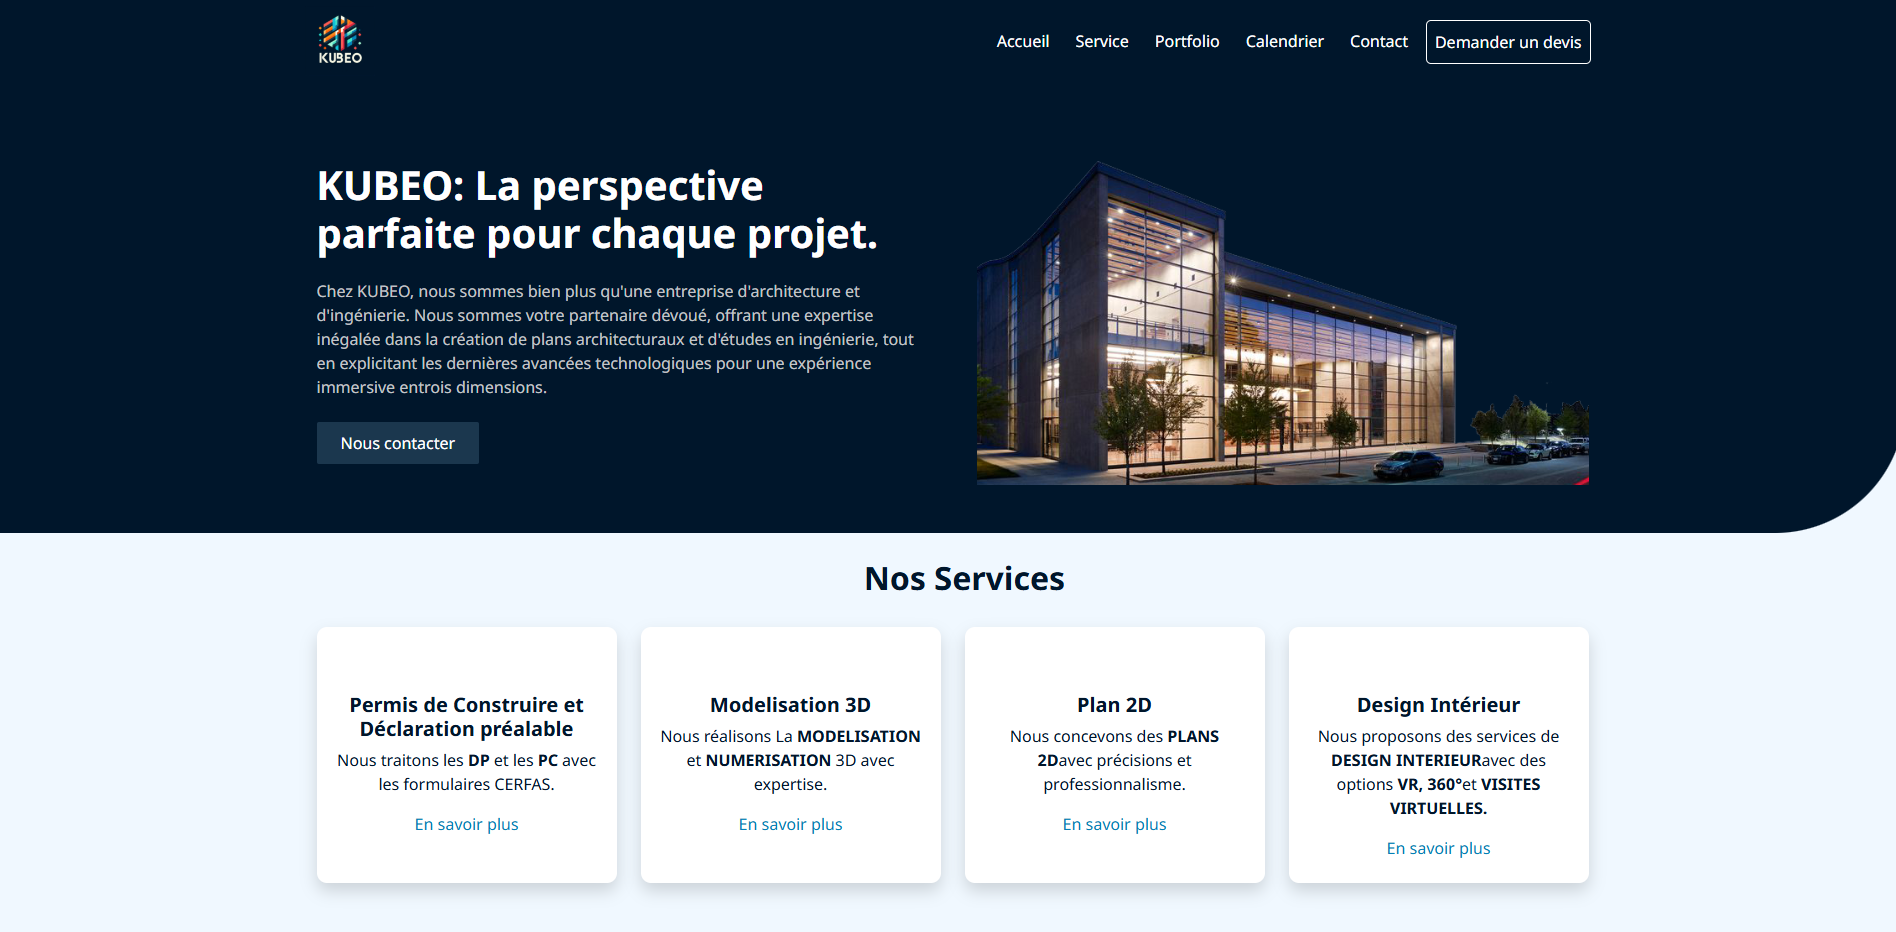 KUBEO
Accueil
Service
Portfolio
Calendrier
Contact
Demander un devis
KUBEO: La perspective
parfaite pour chaque projet.
Chez KUBEO, nous sommes bien plus qu'une entreprise d'architecture et
d'ingénierie. Nous sommes votre partenaire dévoué, offrant une expertise
inégalée dans la création de plans architecturaux et d'études en ingénierie, tout
en explicitant les dernières avancées technologiques pour une expérience
immersive entrois dimensions.
Nous contacter
Nos Services
Permis de Construire et
Déclaration préalable
Nous traitons les DP et les PC avec
les formulaires CERFAS.
En savoir plus
Modelisation 3D
Nous réalisons La MODELISATION
et NUMERISATION 3D avec
expertise.
En savoir plus
Plan 2D
Nous concevons des PLANS
2Davec précisions et
professionnalisme.
En savoir plus
Design Intérieur
Nous proposons des services de
DESIGN INTERIEURavec des
options VR, 360°et VISITES
VIRTUELLES.
En savoir plus